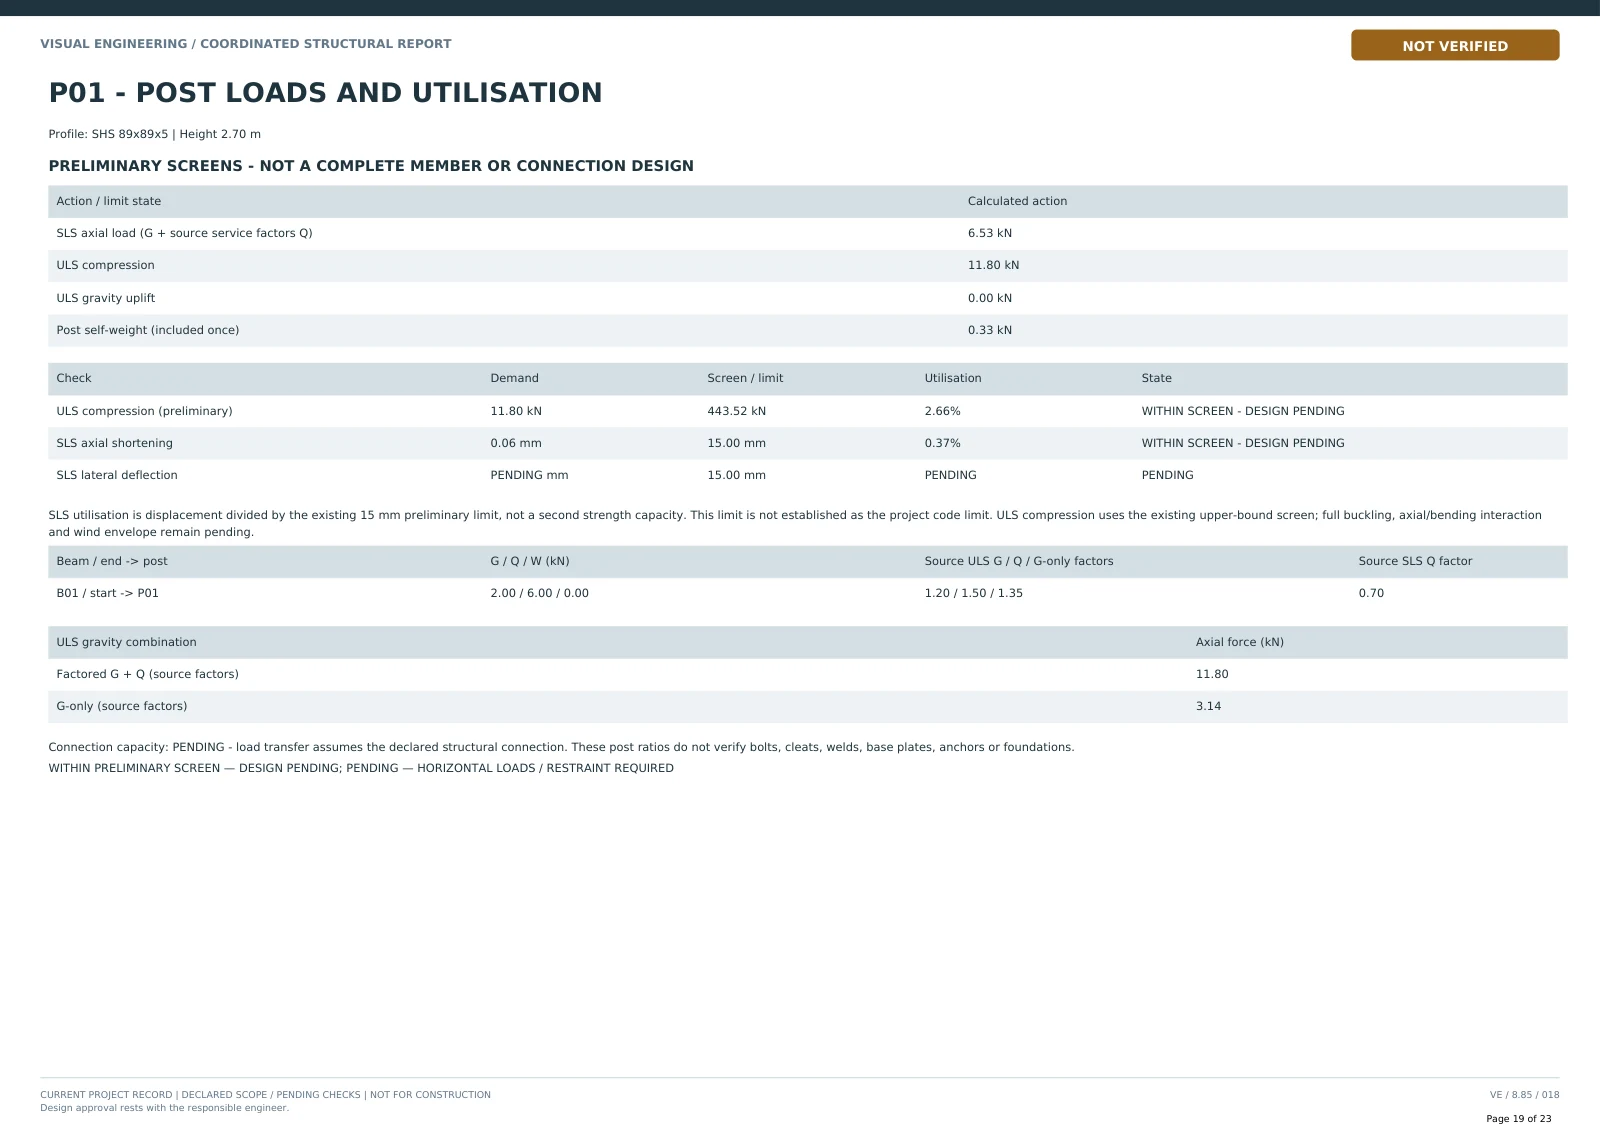 VISUAL ENGINEERING / COORDINATED STRUCTURAL REPORT
NOT VERIFIED
P01 - POST LOADS AND UTILISATION
Profile: SHS 89x89x5 | Height 2.70 m
PRELIMINARY SCREENS - NOT A COMPLETE MEMBER OR CONNECTION DESIGN
Action / limit state Calculated action
SLS axial load (G + source service factors Q) 6.53 kN
ULS compression 11.80 kN
ULS gravity uplift 0.00 kN
Post self-weight (included once) 0.33 kN
Check Demand Screen / limit Utilisation State
ULS compression (preliminary) 11.80 kN 443.52 kN 2.66% WITHIN SCREEN - DESIGN PENDING
SLS axial shortening 0.06 mm 15.00 mm 0.37% WITHIN SCREEN - DESIGN PENDING
SLS lateral deflection PENDING mm 15.00 mm PENDING PENDING
SLS utilisation is displacement divided by the existing 15 mm preliminary limit, not a second strength capacity. This limit is not established as the project code limit. ULS compression uses the existing upper-bound screen; full buckling, axial/bending interaction
and wind envelope remain pending.
Beam / end -> post G / Q / W (kN) Source ULS G / Q / G-only factors Source SLS Q factor
B01 / start -> P01 2.00 / 6.00 / 0.00 1.20 / 1.50 / 1.35 0.70
ULS gravity combination Axial force (kN)
Factored G + Q (source factors) 11.80
G-only (source factors) 3.14
Connection capacity: PENDING - load transfer assumes the declared structural connection. These post ratios do not verify bolts, cleats, welds, base plates, anchors or foundations.
WITHIN PRELIMINARY SCREEN — DESIGN PENDING; PENDING — HORIZONTAL LOADS / RESTRAINT REQUIRED
CURRENT PROJECT RECORD | DECLARED SCOPE / PENDING CHECKS | NOT FOR CONSTRUCTION VE / 8.85 / 018
Design approval rests with the responsible engineer.
Page 19 of 23